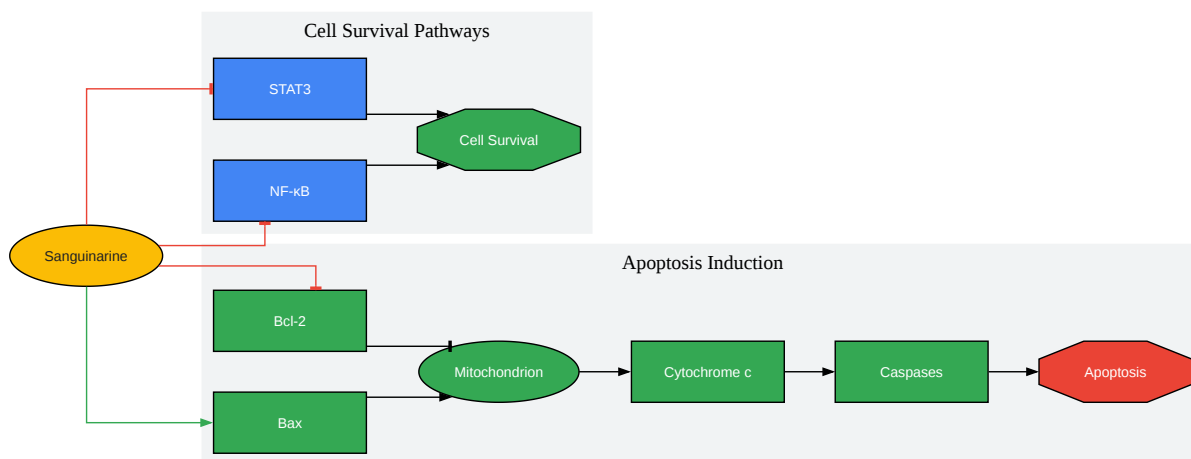 Cell Survival Pathways
STAT3
Cell Survival
NF-κB
Sanguinarine
Apoptosis Induction
Bcl-2
Mitochondrion
Cytochrome c
Caspases
Apoptosis
Bax